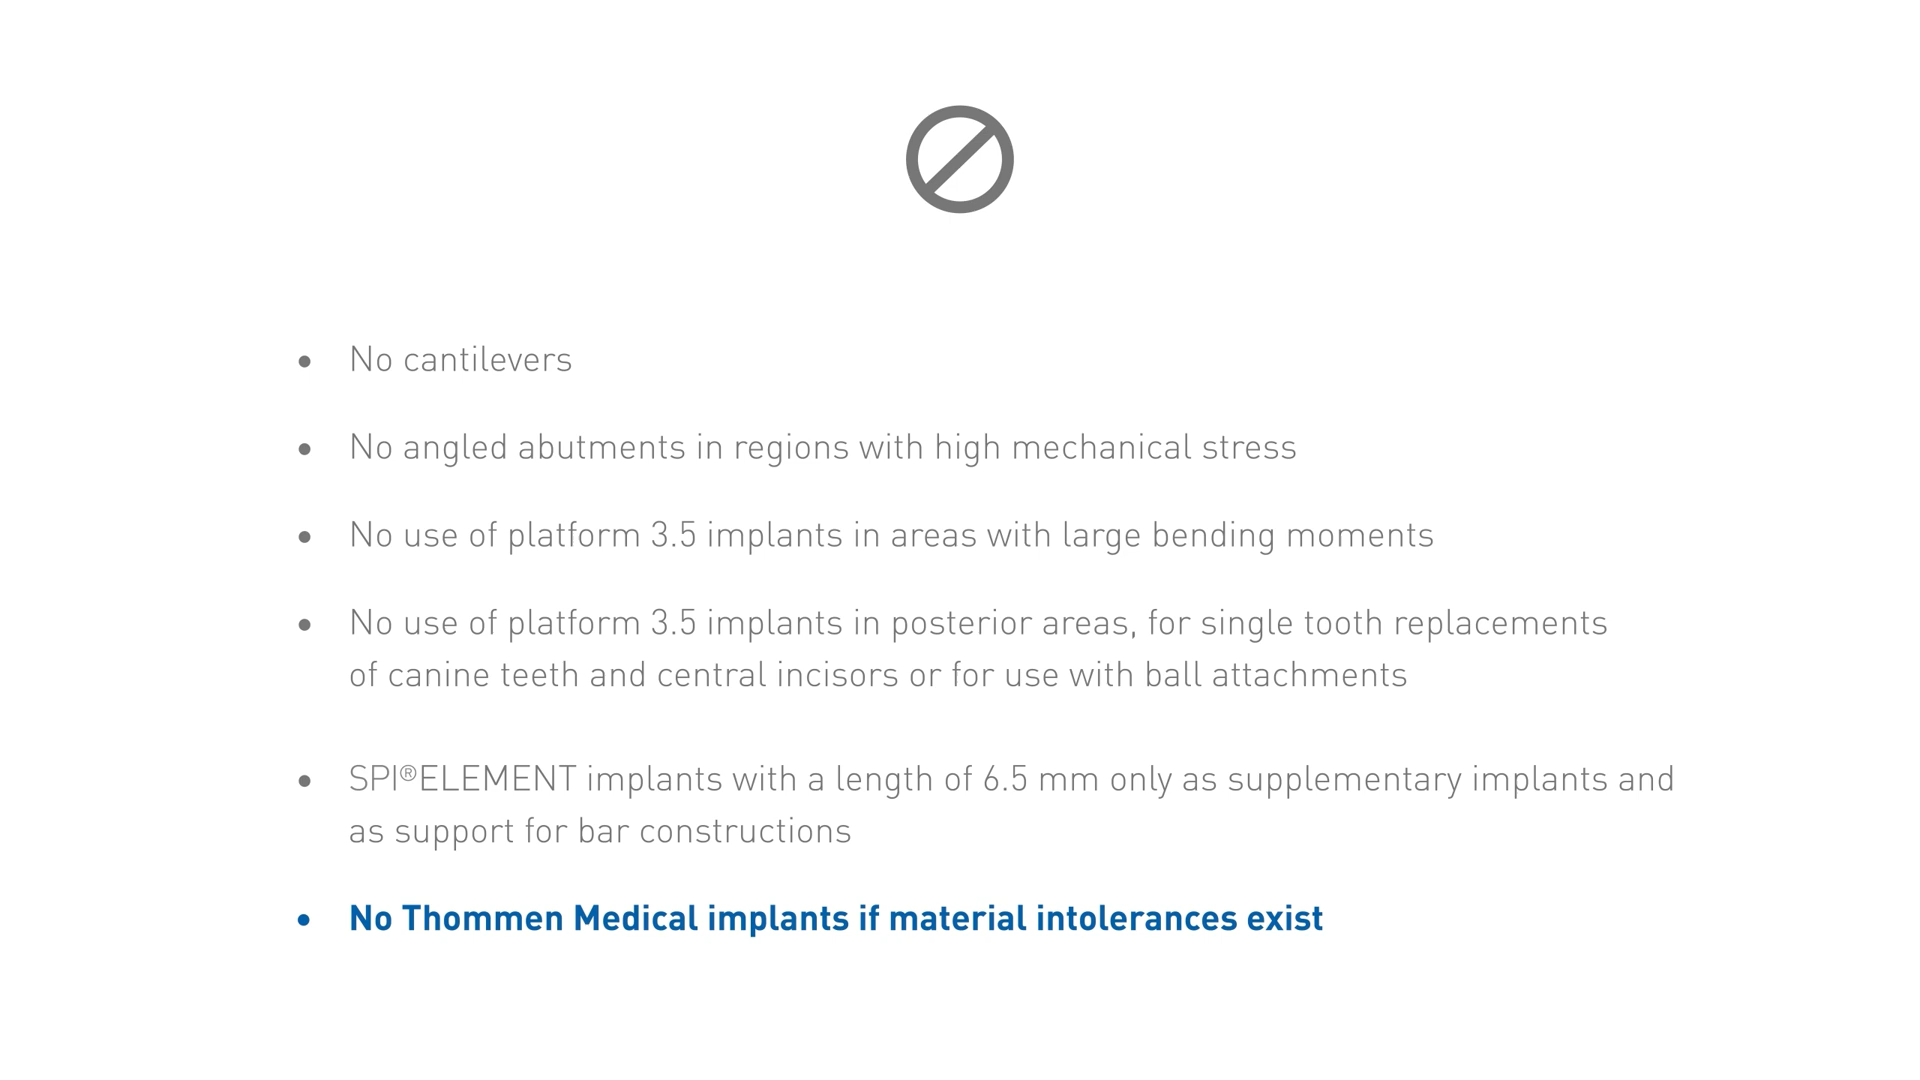 • No cantilevers
• No angled abutments in regions with high mechanical stress
• No use of platform 3.5 implants in areas with large bending moments
• No use of platform 3.5 implants in posterior areas, for single tooth replacements
of canine teeth and central incisors or for use with ball attachments
• SPI®ELEMENT implants with a length of 6.5 mm only as supplementary implants and
as support for bar constructions
• No Thommen Medical implants if material intolerances exist